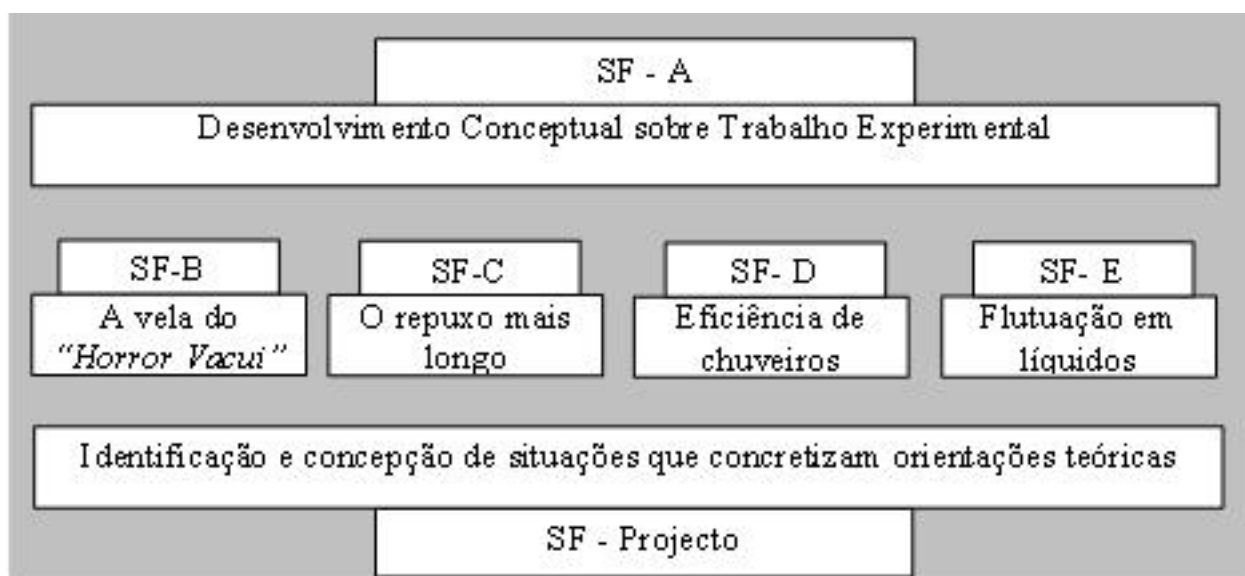 SF - A
Desenvolvimento Conceptual sobre Trabalho Experimental
SF-B
A vela do
“Horror Vacui”
SF-C
O repuxo mais
longo
SF- D
Eficiência de
chuveiros
SF- E
Flutuação em
líquidos
Identificação e concepção de situações que concretizam orientações teóricas
SF - Projecto